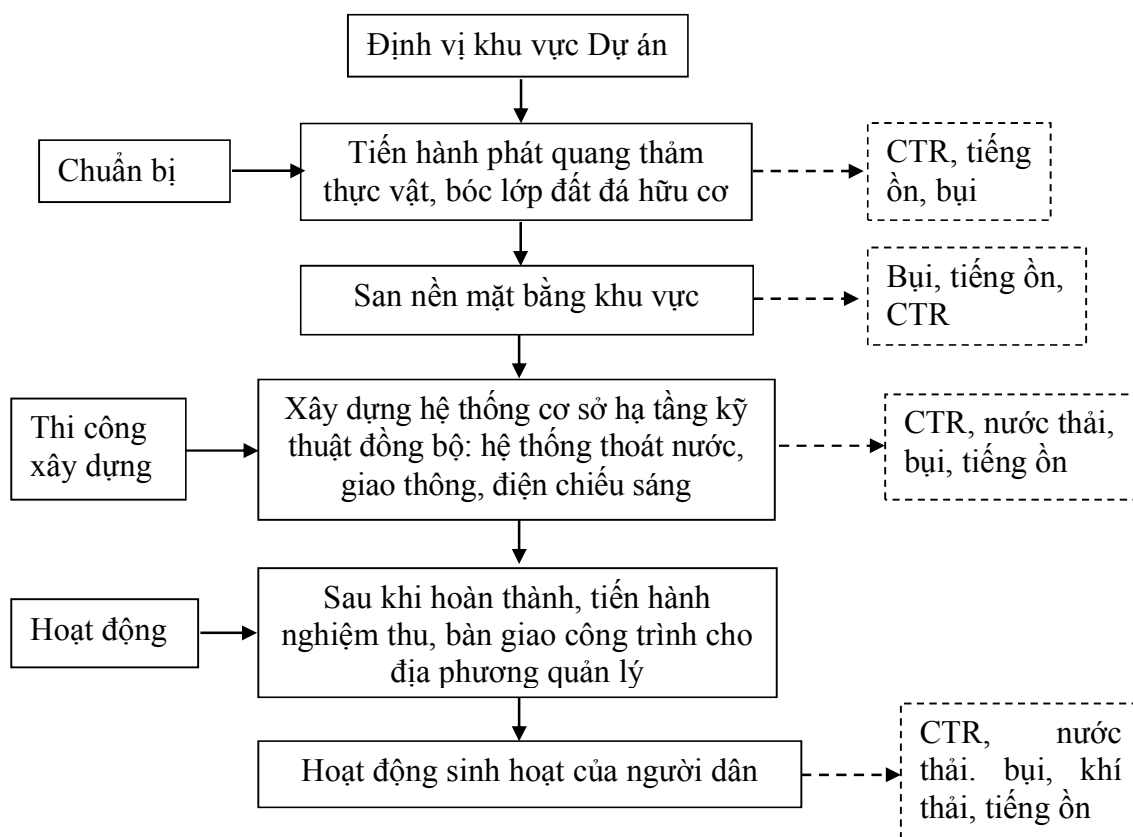 Định vị khu vực Dự án
Chuẩn bị
Tiến hành phát quang thảm
thực vật, bóc lớp đất đá hữu cơ
CTR, tiếng
ồn, bụi
San nền mặt bằng khu vực
Bụi, tiếng ồn,
CTR
Thi công
xây dựng
Xây dựng hệ thống cơ sở hạ tầng kỹ
thuật đồng bộ: hệ thống thoát nước,
giao thông, điện chiếu sáng
CTR, nước thải,
bụi, tiếng ồn
Hoạt động
Sau khi hoàn thành, tiến hành
nghiệm thu, bàn giao công trình cho
địa phương quản lý
Hoạt động sinh hoạt của người dân
CTR, nước
thải. bụi, khí
thải, tiếng ồn